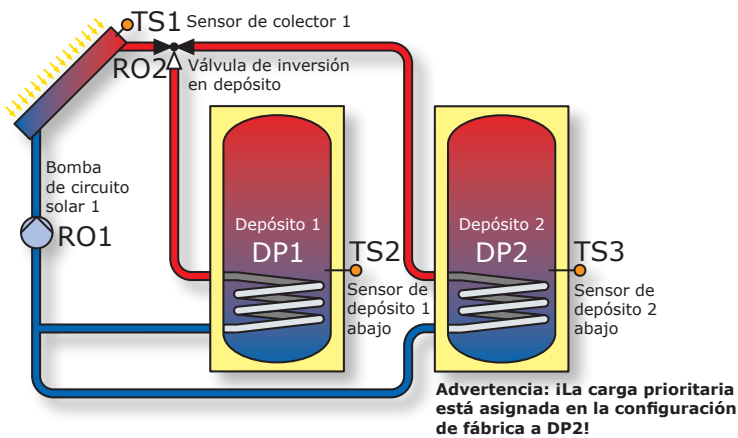 TS1 Sensor de colector 1
RO2
Válvula de inversión
en depósito
Bomba
de circuito
solar 1
RO1
Depósito 1
DP1
TS2
Sensor de
depósito 1
abajo
Depósito 2
DP2
TS3
Sensor de
depósito 2
abajo
Advertencia: ¡La carga prioritaria
está asignada en la configuración
de fábrica a DP2!